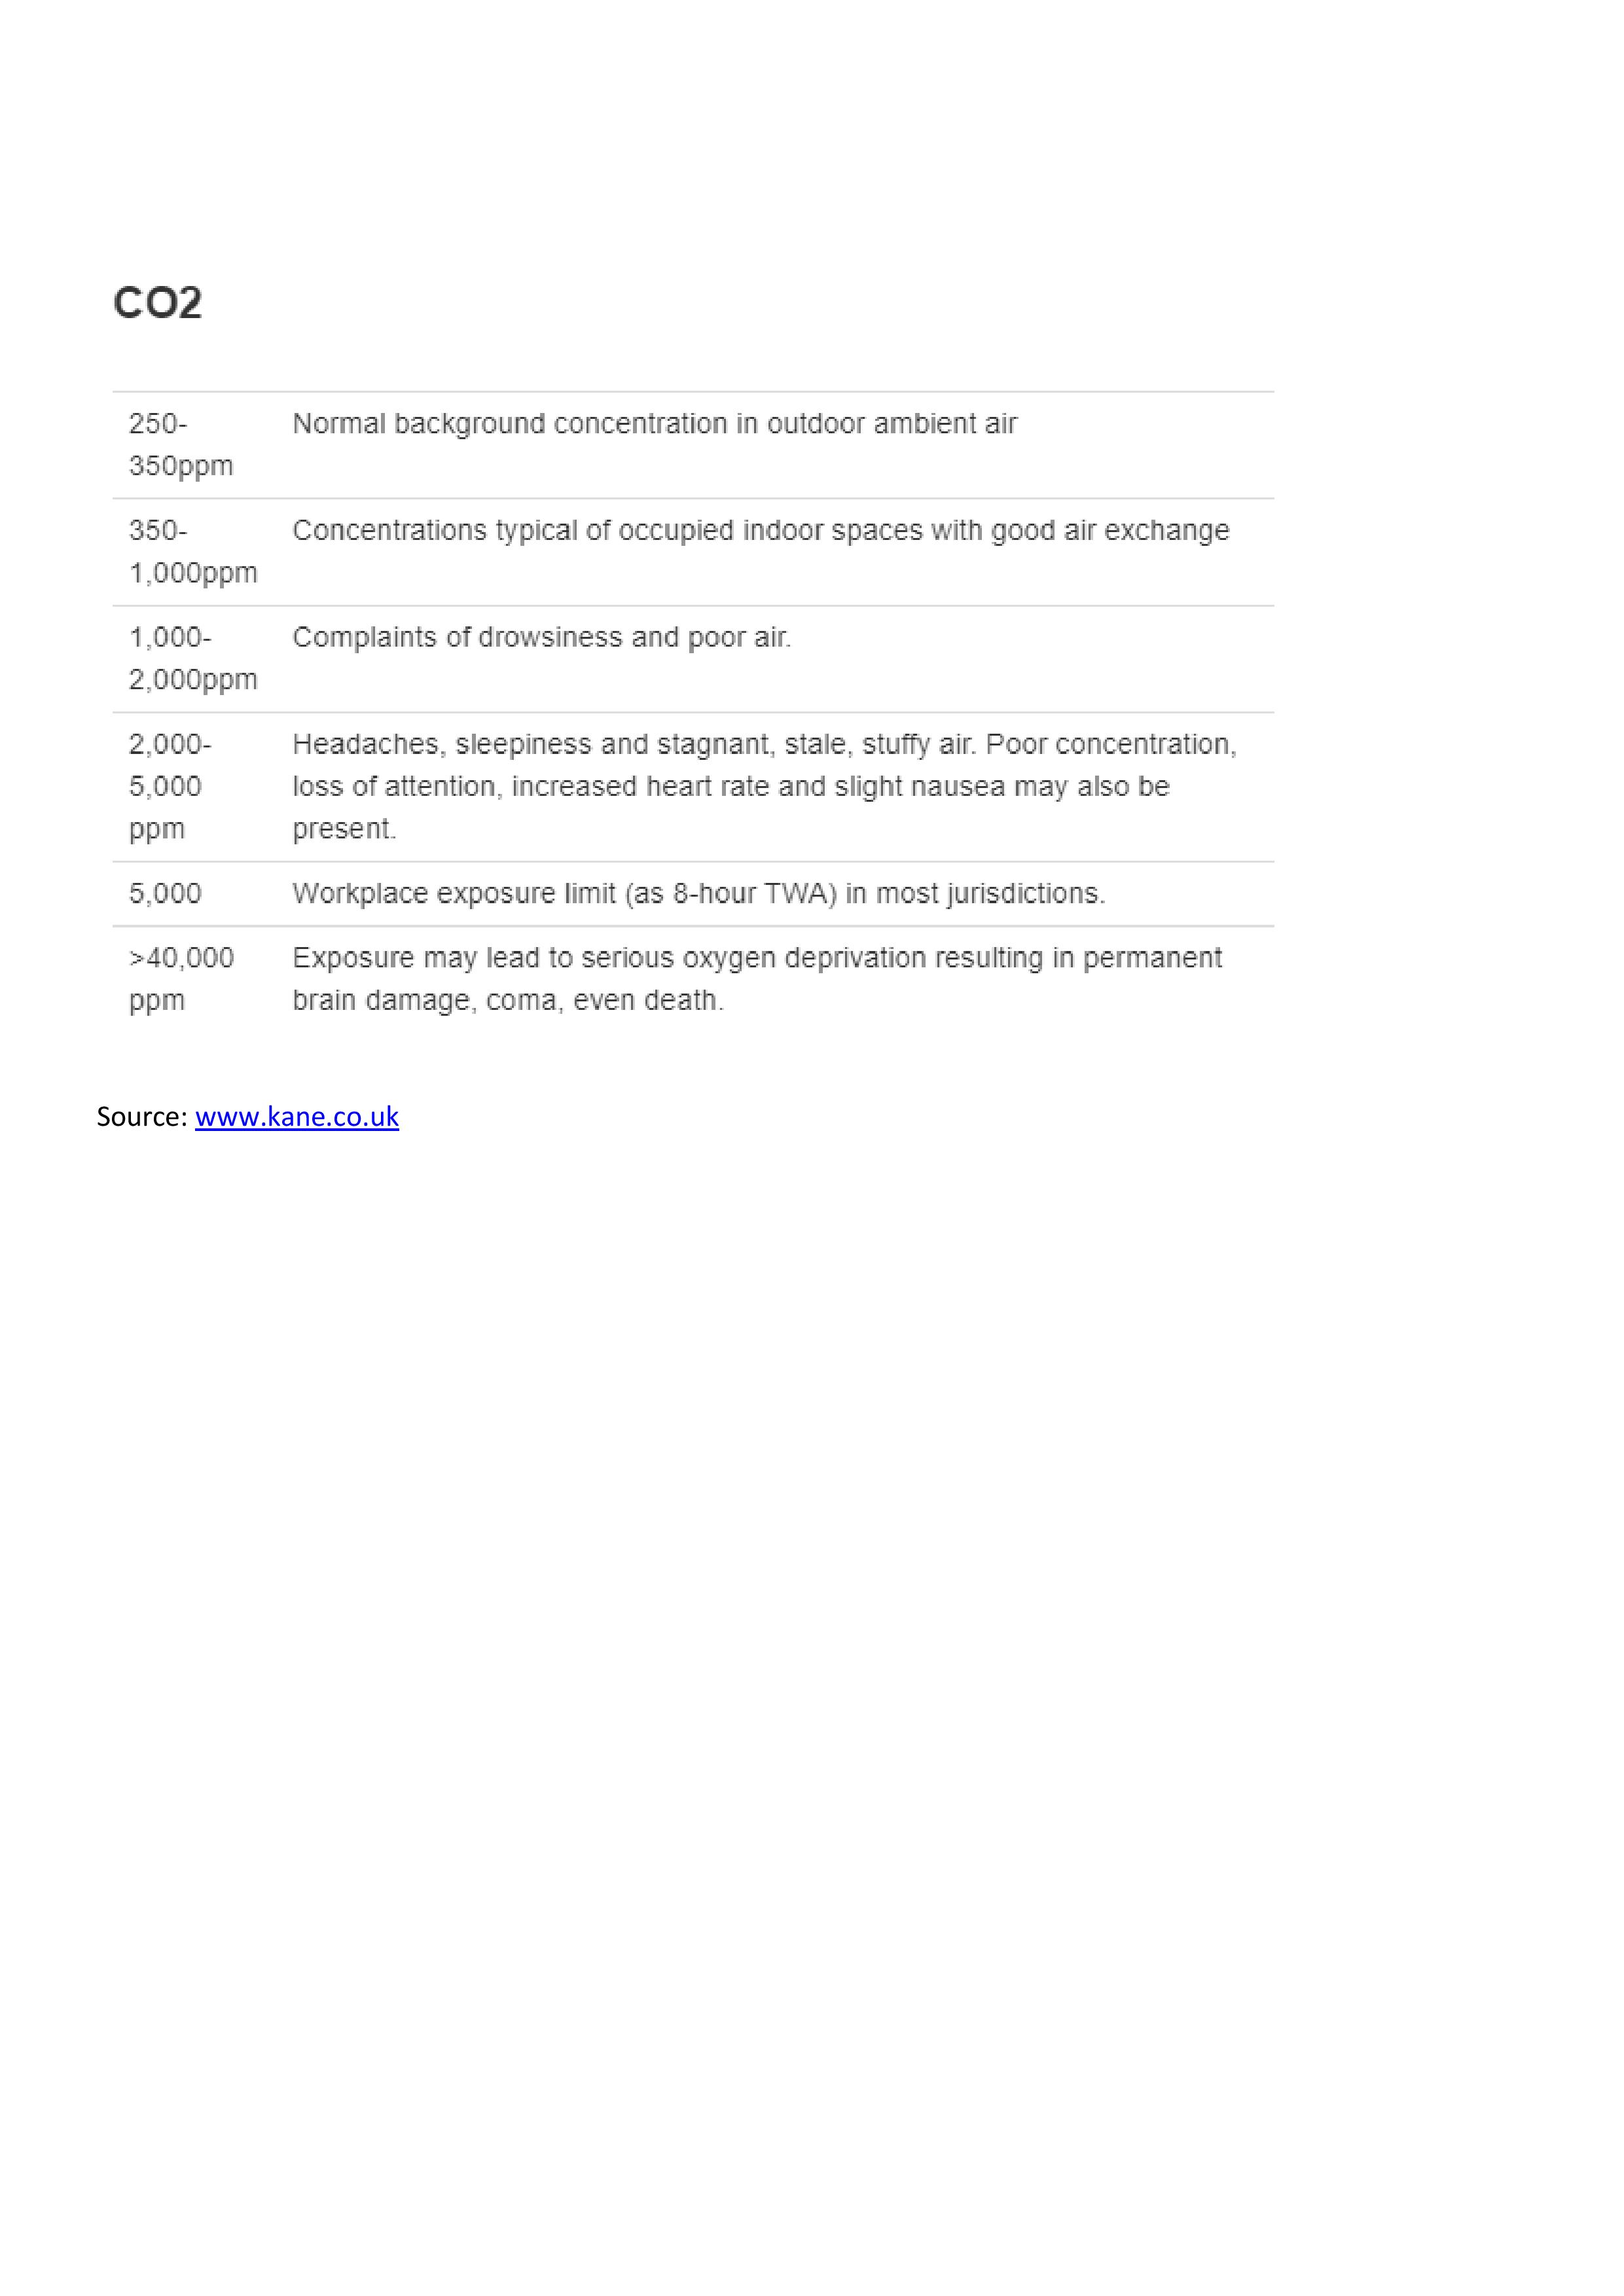 CO2
250-
350ppm
Normal background concentration in outdoor ambient air
350-
1,000ppm
Concentrations typical of occupied indoor spaces with good air exchange
1,000-
2,000ppm
Complaints of drowsiness and poor air.
2,000-
5,000
ppm
Headaches, sleepiness and stagnant, stale, stuffy air. Poor concentration,
loss of attention, increased heart rate and slight nausea may also be
present.
5,000
Workplace exposure limit (as 8-hour TWA) in most jurisdictions.
>40,000
ppm
Exposure may lead to serious oxygen deprivation resulting in permanent
brain damage, coma, even death.
Source: www.kane.co.uk